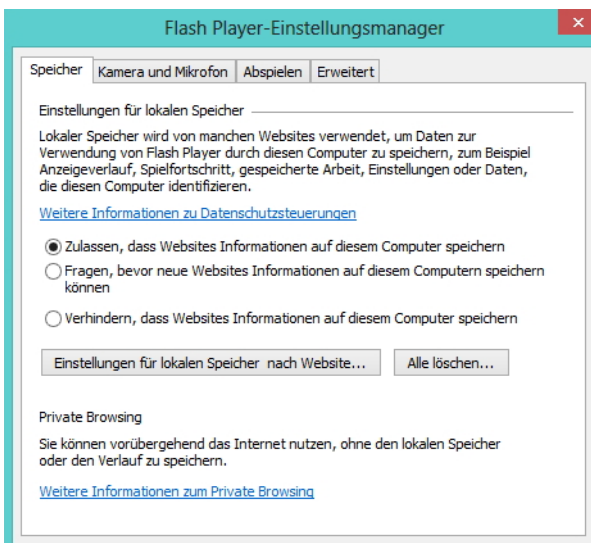 Flash Player-Einstellungsmanager
Speicher Kamera und Mikrofon Abspielen Erweitert
Einstellungen für lokalen Speicher
Lokaler Speicher wird von manchen Websites verwendet, um Daten zur
Verwendung von Flash Player durch diesen Computer zu speichern, zum Beispiel
Anzeigeverlauf, Spielfortschritt, gespeicherte Arbeit, Einstellungen oder Daten,
die diesen Computer identifizieren.
Weitere Informationen zu Datenschutzsteuerungen
Zulassen, dass Websites Informationen auf diesem Computer speichern
Fragen, bevor neue Websites Informationen auf diesem Computern speichern
können
Verhindern, dass Websites Informationen auf diesem Computer speichern
Einstellungen für lokalen Speicher nach Website... Alle löschen...
Private Browsing
Sie können vorübergehend das Internet nutzen, ohne den lokalen Speicher
oder den Verlauf zu speichern.
Weitere Informationen zum Private Browsing